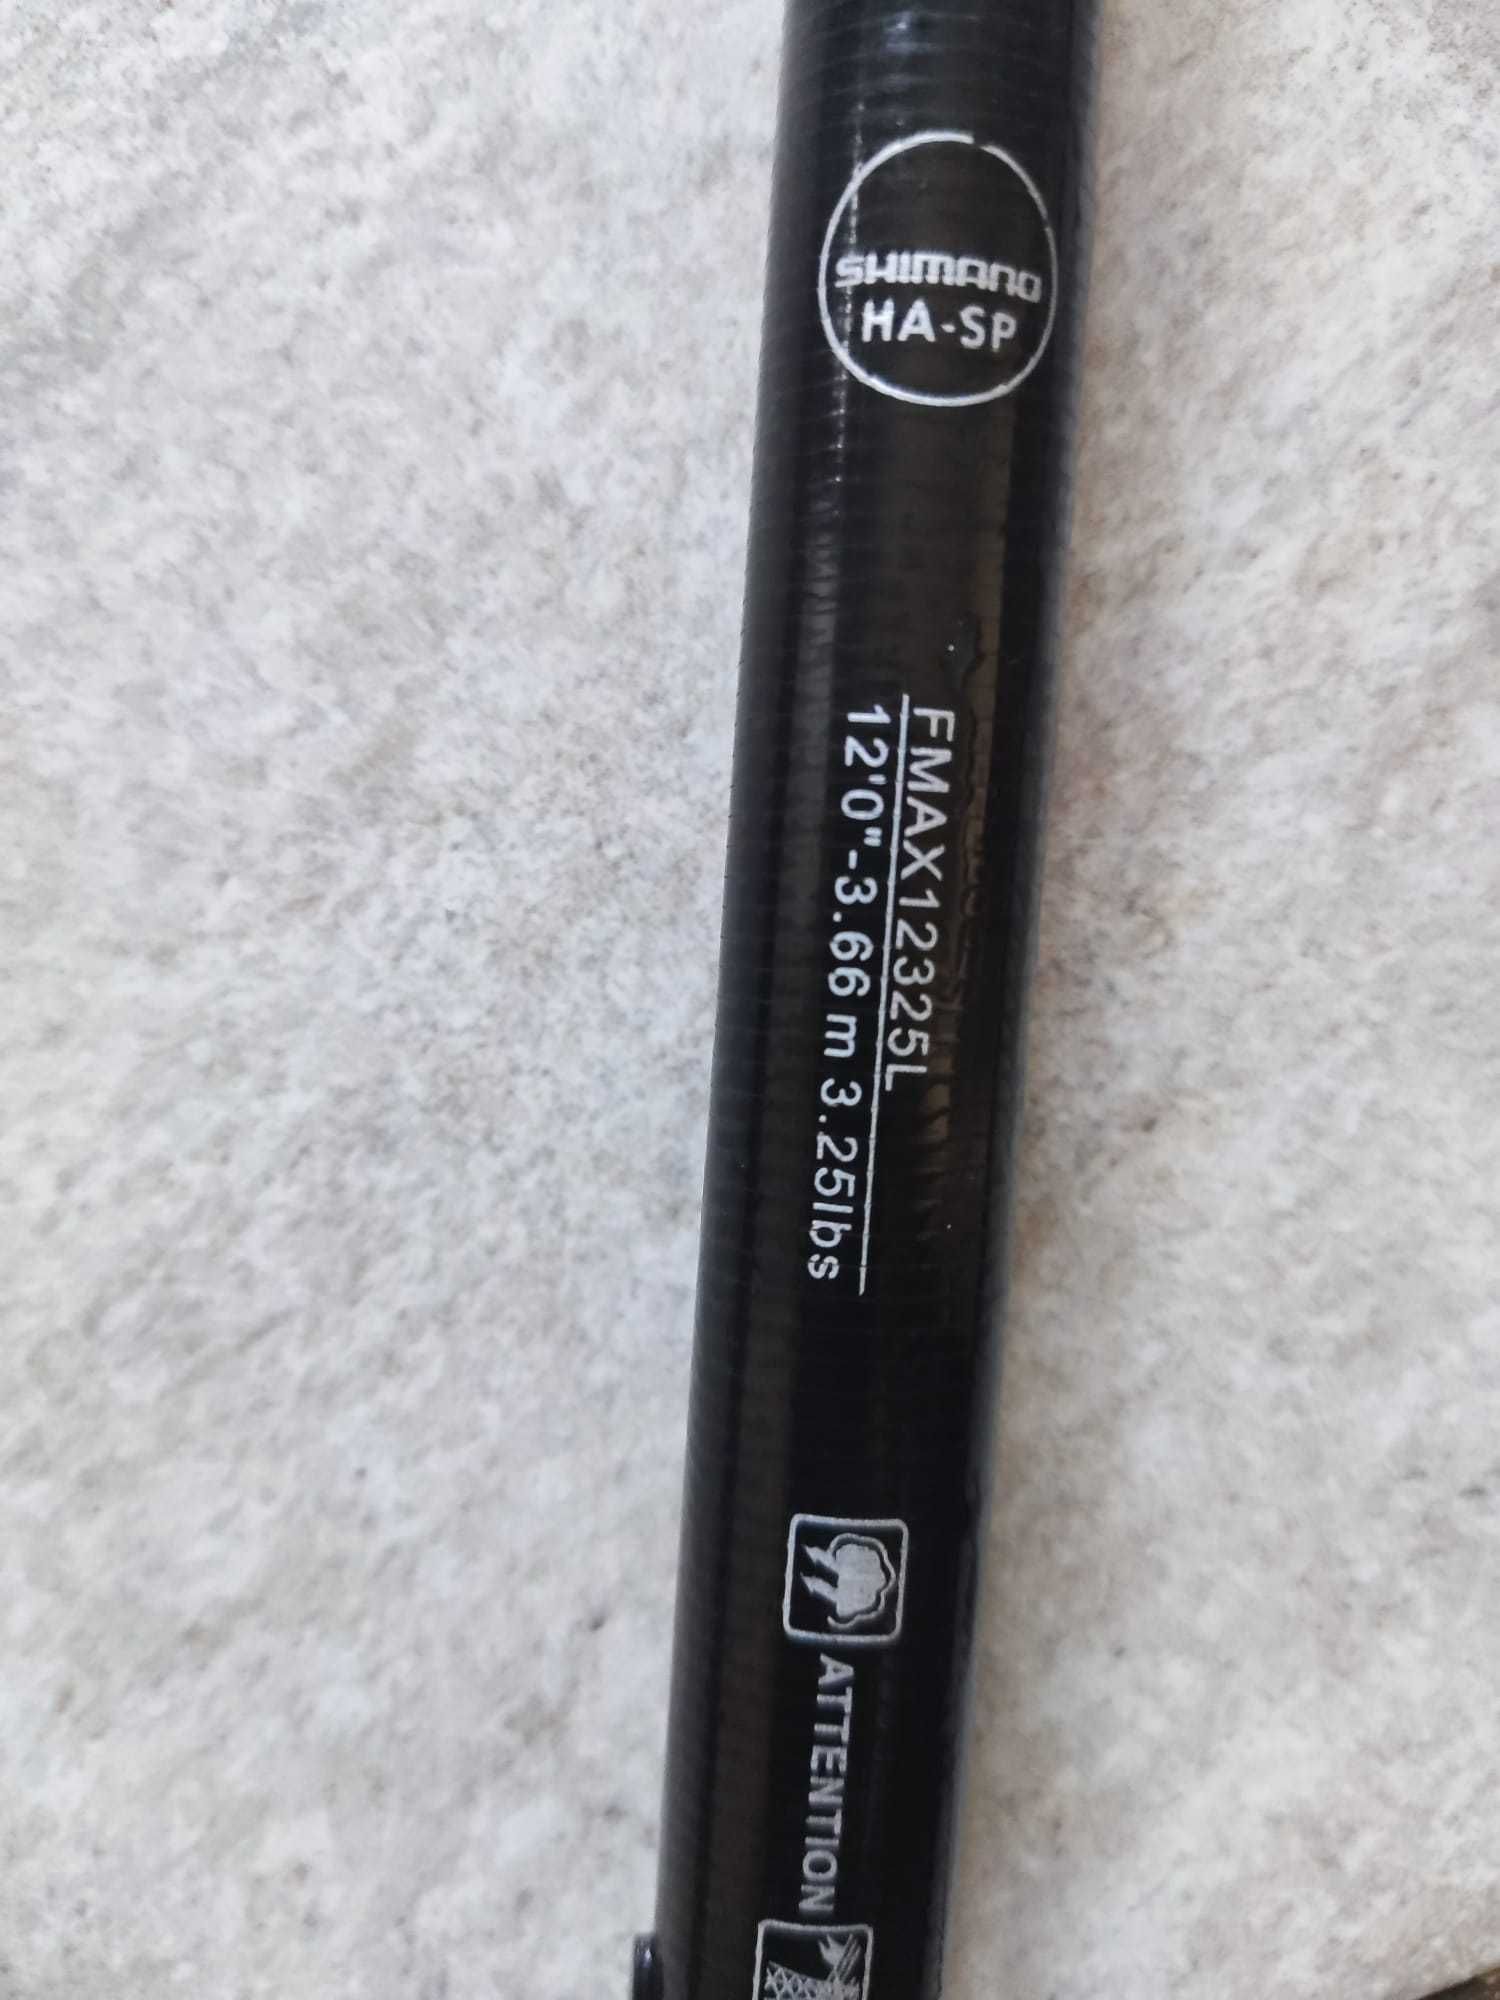 SHIMANO
HA-SP
FMAX12325L
12'0"-3.66 m 3.25lbs
ATTENTION